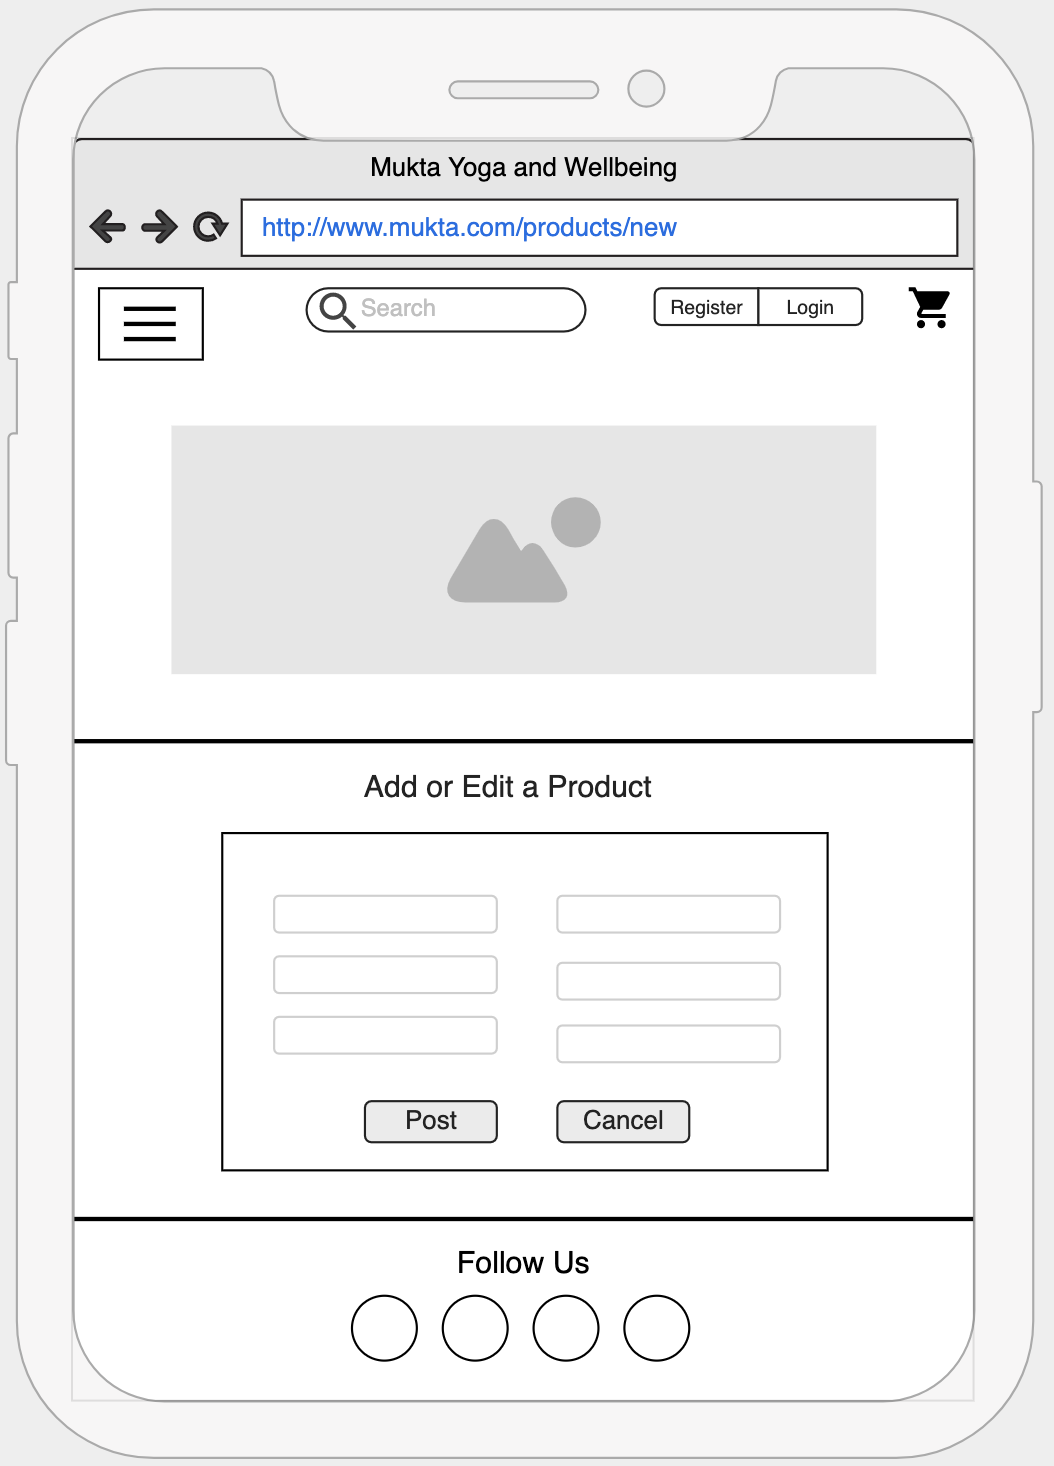 Mukta Yoga and Wellbeing
http://www.mukta.com/products/new
Search
Register
Login
Add or Edit a Product
Post
Cancel
Follow Us